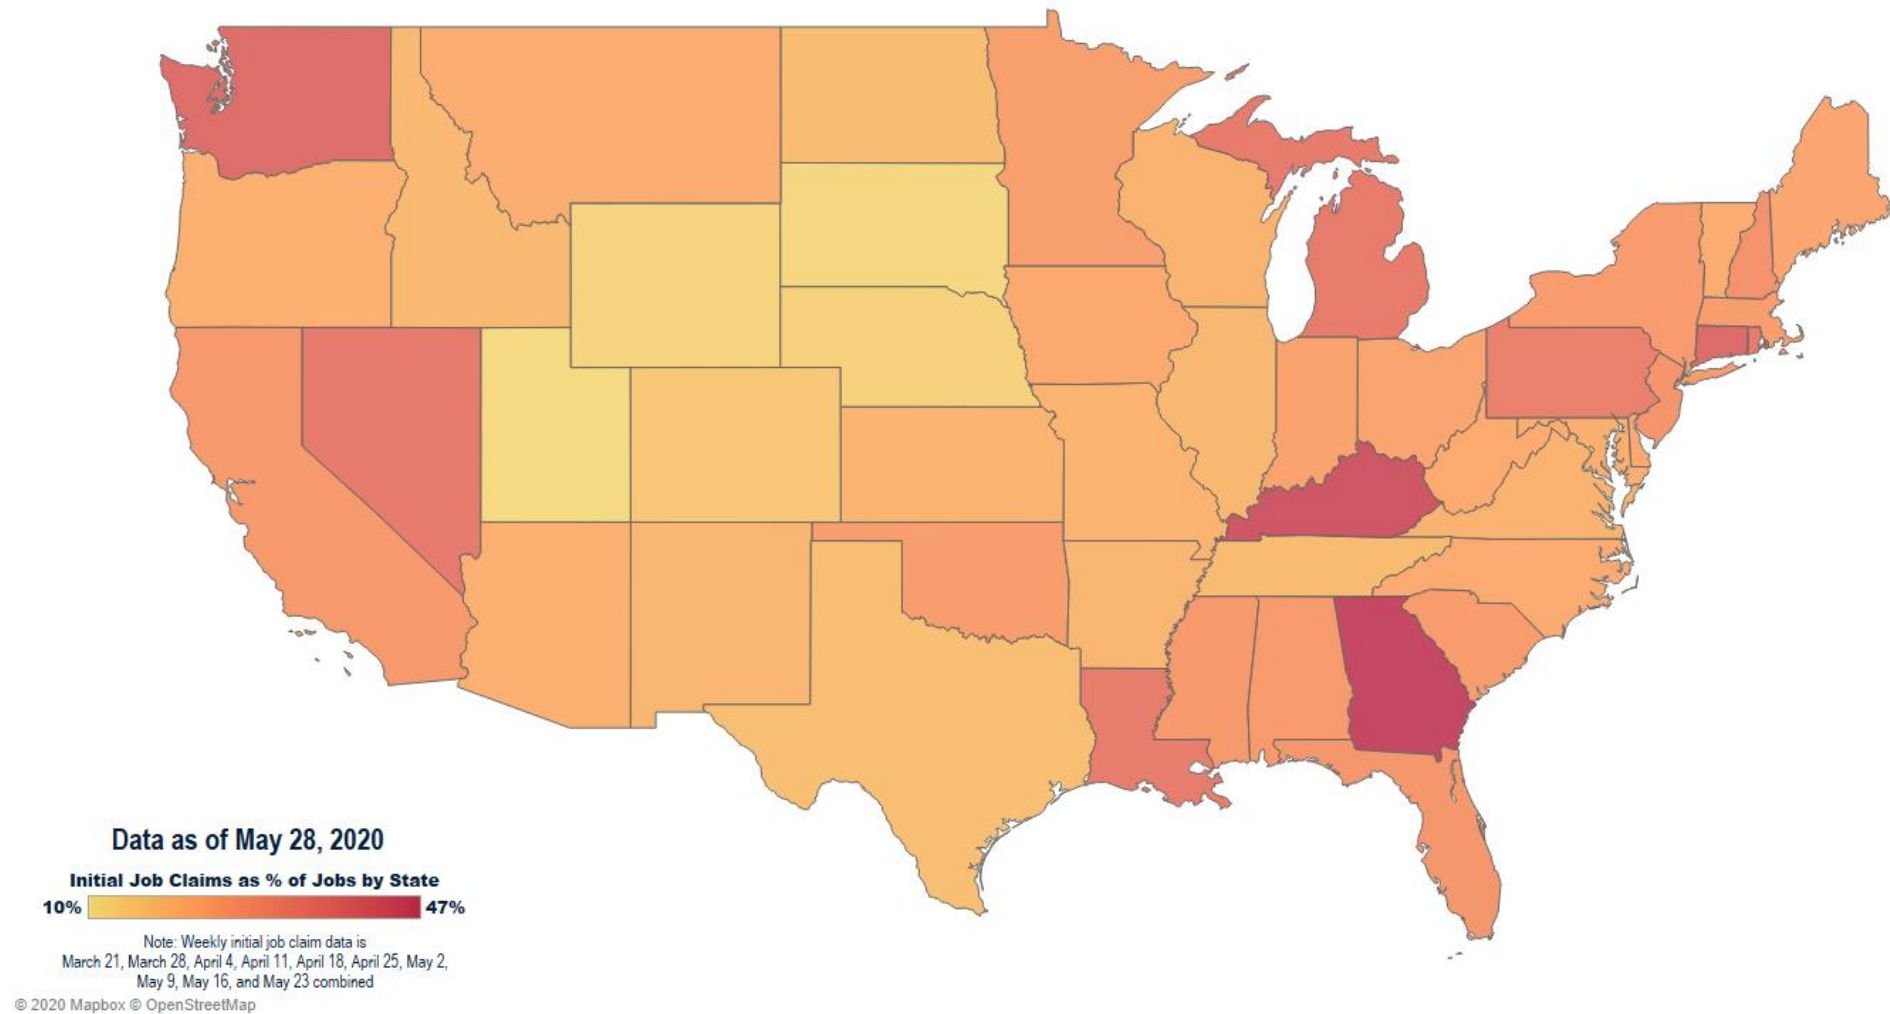 Data as of May 28, 2020
Initial Job Claims as % of Jobs by State
10% 47%
Note: Weekly initial job claim data is
March 21, March 28, April 4, April 11, April 18, April 25, May 2,
May 9, May 16, and May 23 combined
© 2020 Mapbox © OpenStreetMap